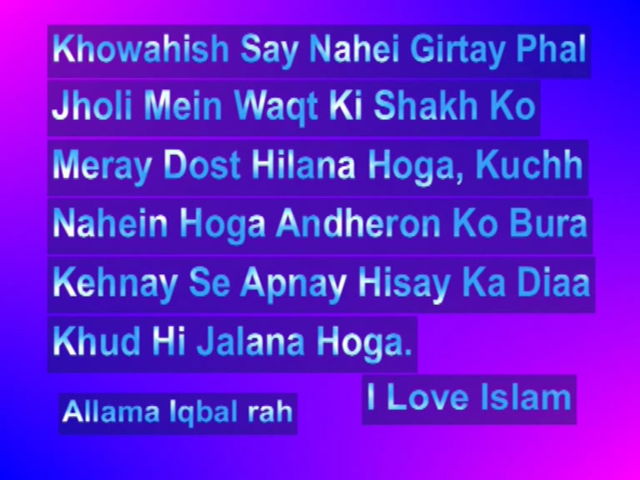 Khowahish Say Nahei Girtay Phal
Jholi Mein Waqt Ki Shakh Ko
Meray Dost Hilana Hoga, Kuchh
Nahein Hoga Andheron Ko Bura
Kehnay Se Apnay Hisay Ka Diaa
Khud Hi Jalana Hoga.
I Love Islam
Allama Iqbal rah